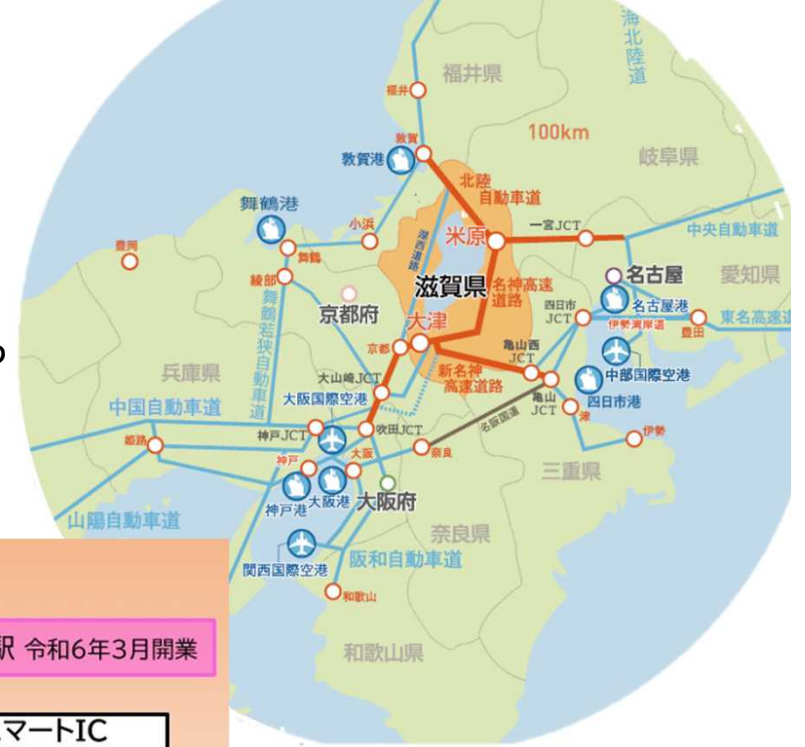 海北陸道
福井県
福井
100km
敦賀
敦賀港
岐阜県
北陸
自動車道
舞鶴港
小浜
湖西道路
米原
一宮JCT
中央自動車道
豊岡
舞鶴
綾部
滋賀県
名神高速
道路
名古屋
愛知県
名古屋港
四日市
JCT
伊勢湾岸道
豊田
東名高速道
京都府
大津
京都
舞鶴若狭自動車道
亀山西
JCT
中部国際空港
兵庫県
大山崎JCT
新名神
高速道路
大阪国際空港
亀山
JCT
四日市港
津
中国自動車道
名阪国道
神戸JCT
吹田JCT
伊勢
姫路
神戸
大阪
奈良
三重県
神戸港
大阪港
大阪府
山陽自動車道
奈良県
関西国際空港
阪和自動車道
和歌山
和歌山県
駅 令和6年3月開業
マートIC